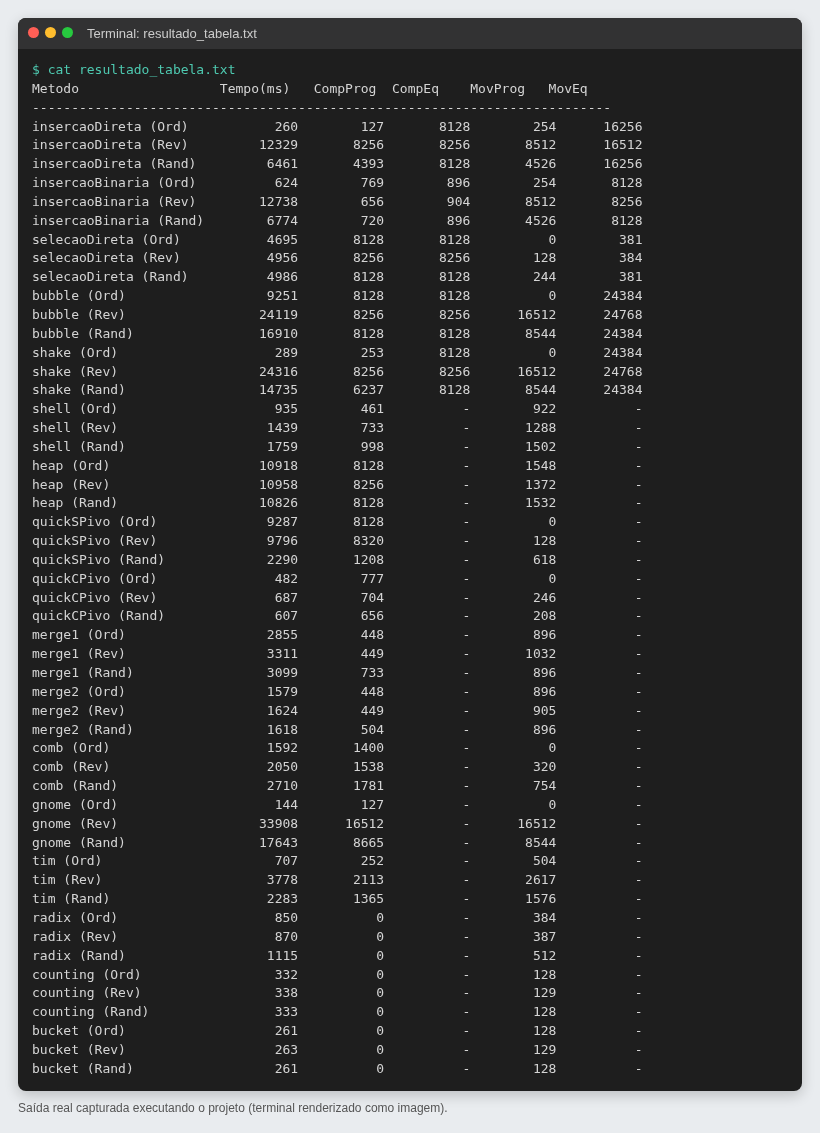 Terminal: resultado_tabela.txt
$ cat resultado_tabela.txt
Metodo                  Tempo(ms)   CompProg  CompEq    MovProg   MovEq
--------------------------------------------------------------------------
insercaoDireta (Ord)           260        127       8128        254      16256
insercaoDireta (Rev)         12329       8256       8256       8512      16512
insercaoDireta (Rand)         6461       4393       8128       4526      16256
insercaoBinaria (Ord)          624        769        896        254       8128
insercaoBinaria (Rev)        12738        656        904       8512       8256
insercaoBinaria (Rand)        6774        720        896       4526       8128
selecaoDireta (Ord)           4695       8128       8128          0        381
selecaoDireta (Rev)           4956       8256       8256        128        384
selecaoDireta (Rand)          4986       8128       8128        244        381
bubble (Ord)                  9251       8128       8128          0      24384
bubble (Rev)                 24119       8256       8256      16512      24768
bubble (Rand)                16910       8128       8128       8544      24384
shake (Ord)                    289        253       8128          0      24384
shake (Rev)                  24316       8256       8256      16512      24768
shake (Rand)                 14735       6237       8128       8544      24384
shell (Ord)                    935        461          -        922          -
shell (Rev)                   1439        733          -       1288          -
shell (Rand)                  1759        998          -       1502          -
heap (Ord)                   10918       8128          -       1548          -
heap (Rev)                   10958       8256          -       1372          -
heap (Rand)                  10826       8128          -       1532          -
quickSPivo (Ord)              9287       8128          -          0          -
quickSPivo (Rev)              9796       8320          -        128          -
quickSPivo (Rand)             2290       1208          -        618          -
quickCPivo (Ord)               482        777          -          0          -
quickCPivo (Rev)               687        704          -        246          -
quickCPivo (Rand)              607        656          -        208          -
merge1 (Ord)                  2855        448          -        896          -
merge1 (Rev)                  3311        449          -       1032          -
merge1 (Rand)                 3099        733          -        896          -
merge2 (Ord)                  1579        448          -        896          -
merge2 (Rev)                  1624        449          -        905          -
merge2 (Rand)                 1618        504          -        896          -
comb (Ord)                    1592       1400          -          0          -
comb (Rev)                    2050       1538          -        320          -
comb (Rand)                   2710       1781          -        754          -
gnome (Ord)                    144        127          -          0          -
gnome (Rev)                  33908      16512          -      16512          -
gnome (Rand)                 17643       8665          -       8544          -
tim (Ord)                      707        252          -        504          -
tim (Rev)                     3778       2113          -       2617          -
tim (Rand)                    2283       1365          -       1576          -
radix (Ord)                    850          0          -        384          -
radix (Rev)                    870          0          -        387          -
radix (Rand)                  1115          0          -        512          -
counting (Ord)                 332          0          -        128          -
counting (Rev)                 338          0          -        129          -
counting (Rand)                333          0          -        128          -
bucket (Ord)                   261          0          -        128          -
bucket (Rev)                   263          0          -        129          -
bucket (Rand)                  261          0          -        128          -
Saída real capturada executando o projeto (terminal renderizado como imagem).